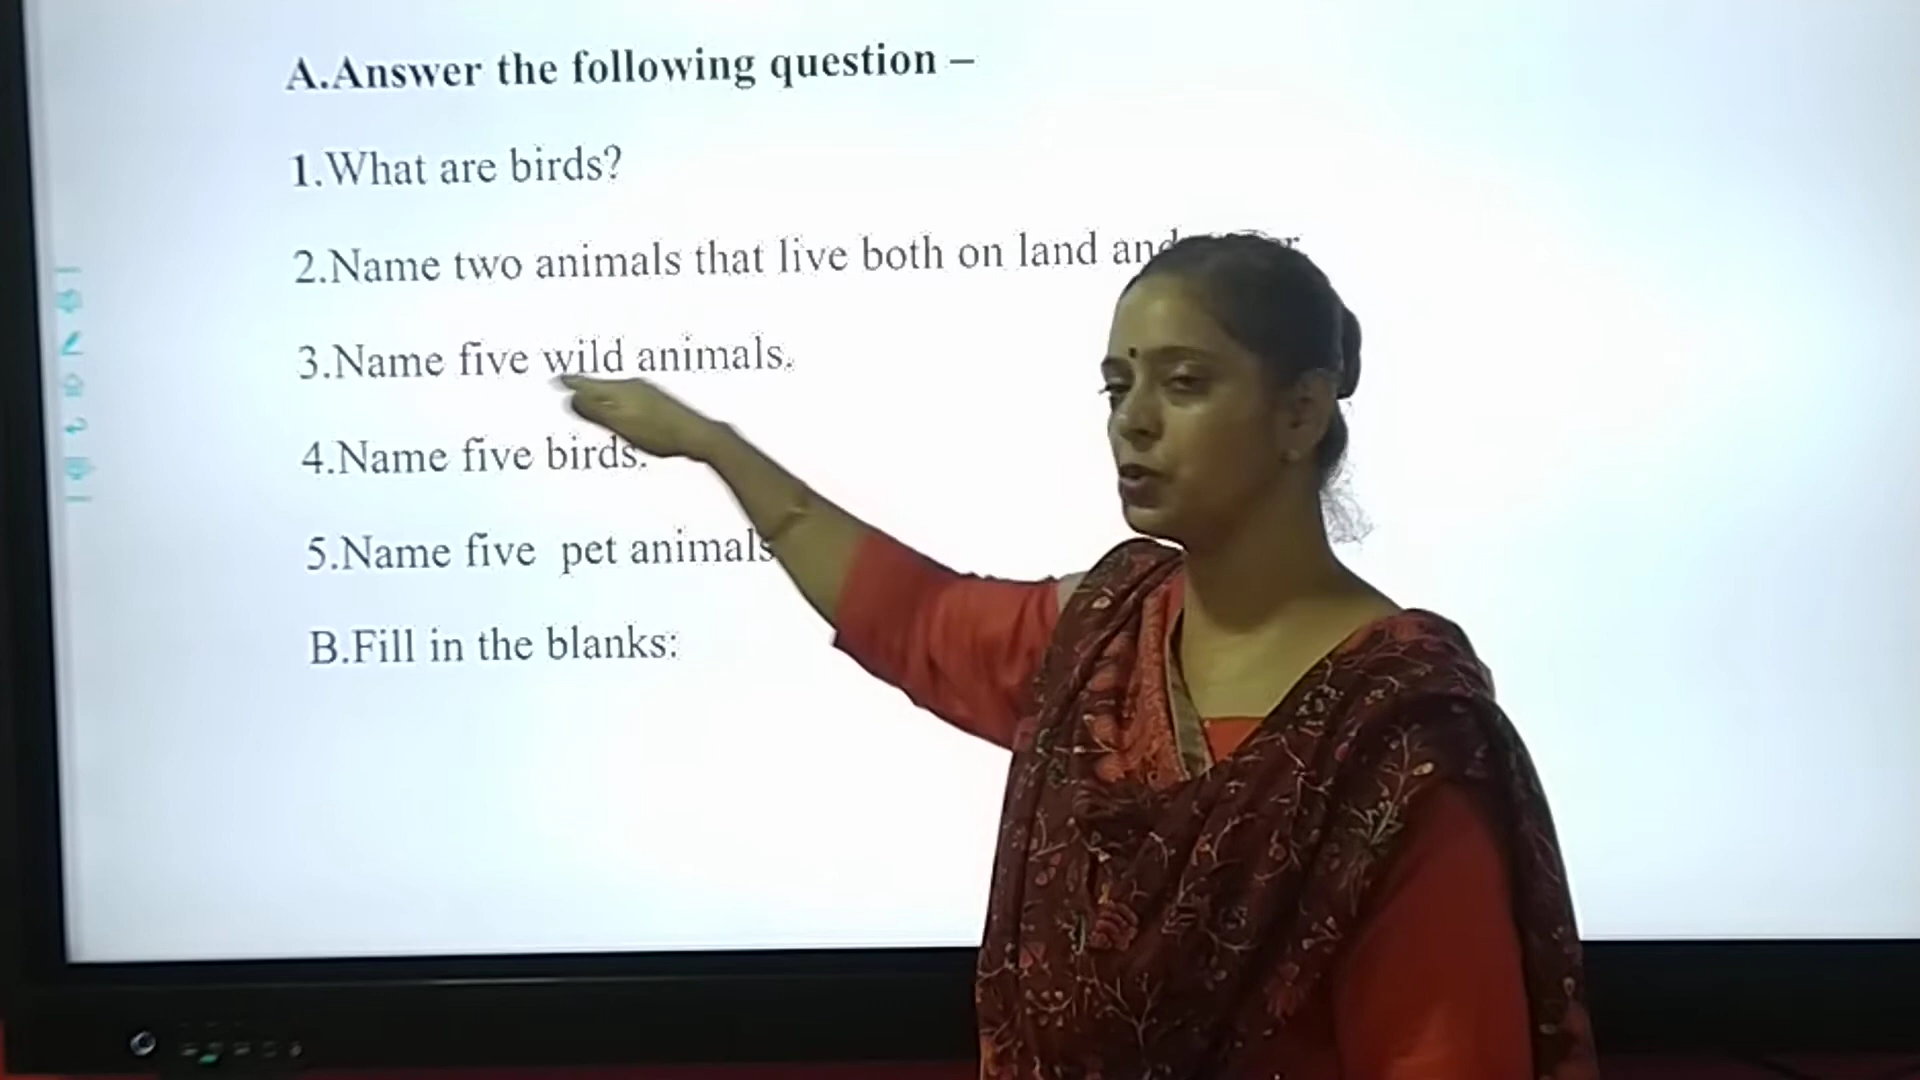 A.Answer the following question –
1.What are birds?
2.Name two animals that live both on land and
3.Name five wild animals.
4.Name five birds.
5.Name five pet animals
B.Fill in the blanks: